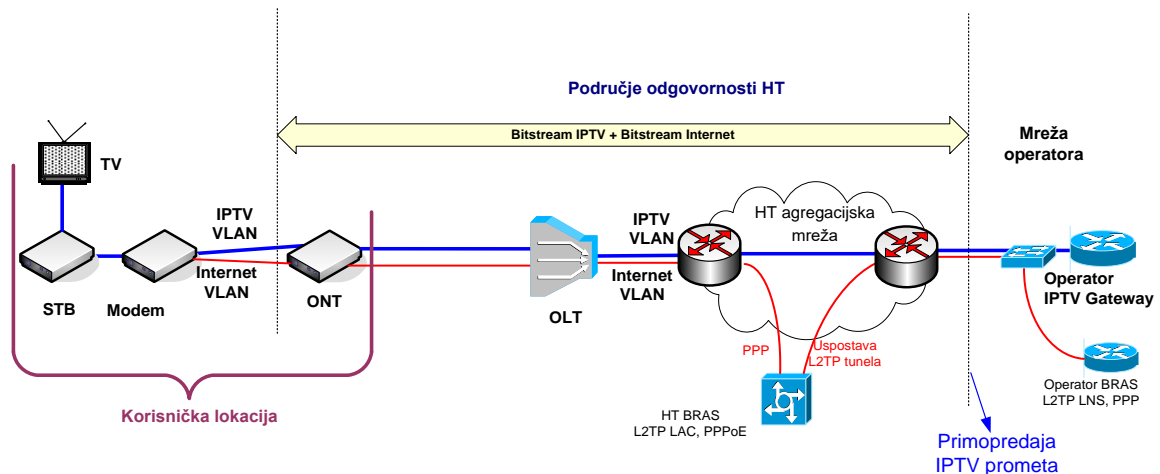 Područje odgovornosti HT
Bitstream IPTV + Bitstream Internet
Mreža
operatora
TV
IPTV
VLAN
Internet
VLAN
STB
Modem
ONT
OLT
IPTV
VLAN
Internet
VLAN
HT agregacijska
mreža
Operator
IPTV Gateway
PPP
Uspostava
L2TP tunela
HT BRAS
L2TP LAC, PPPoE
Operator BRAS
L2TP LNS, PPP
Korisnička lokacija
Primopredaja
IPTV prometa